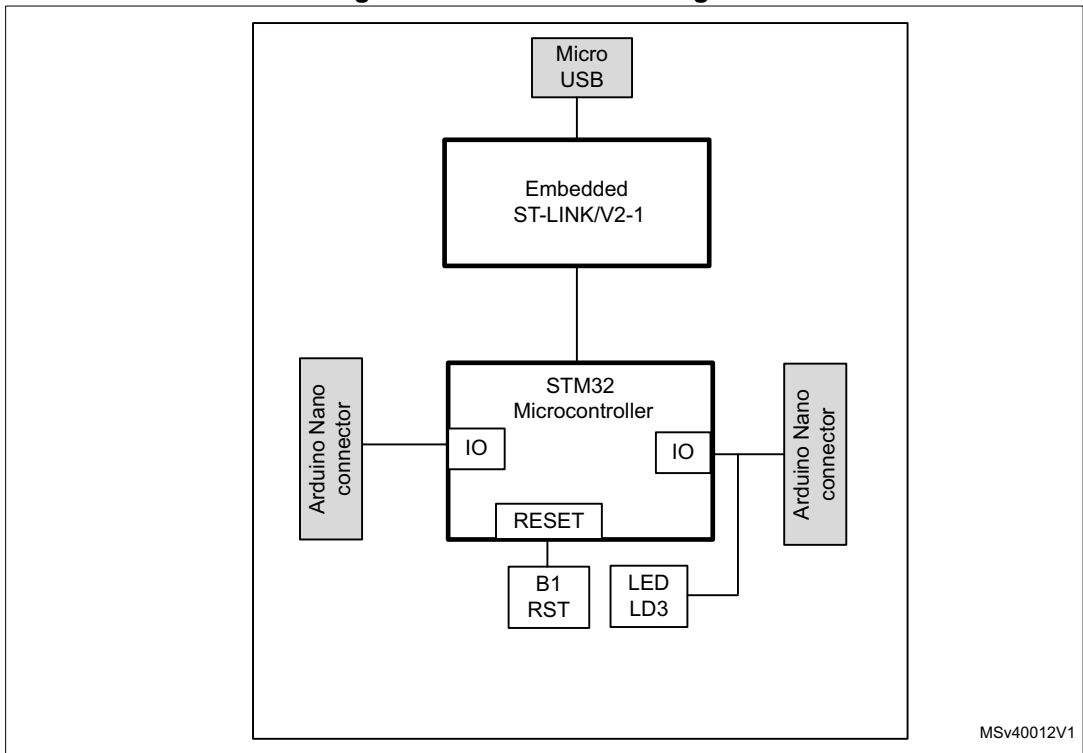 Micro
USB
Embedded
ST-LINK/V2-1
STM32
Microcontroller
Arduino Nano
connector
IO
IO
Arduino Nano
connector
RESET
B1
RST
LED
LD3
MSv40012V1